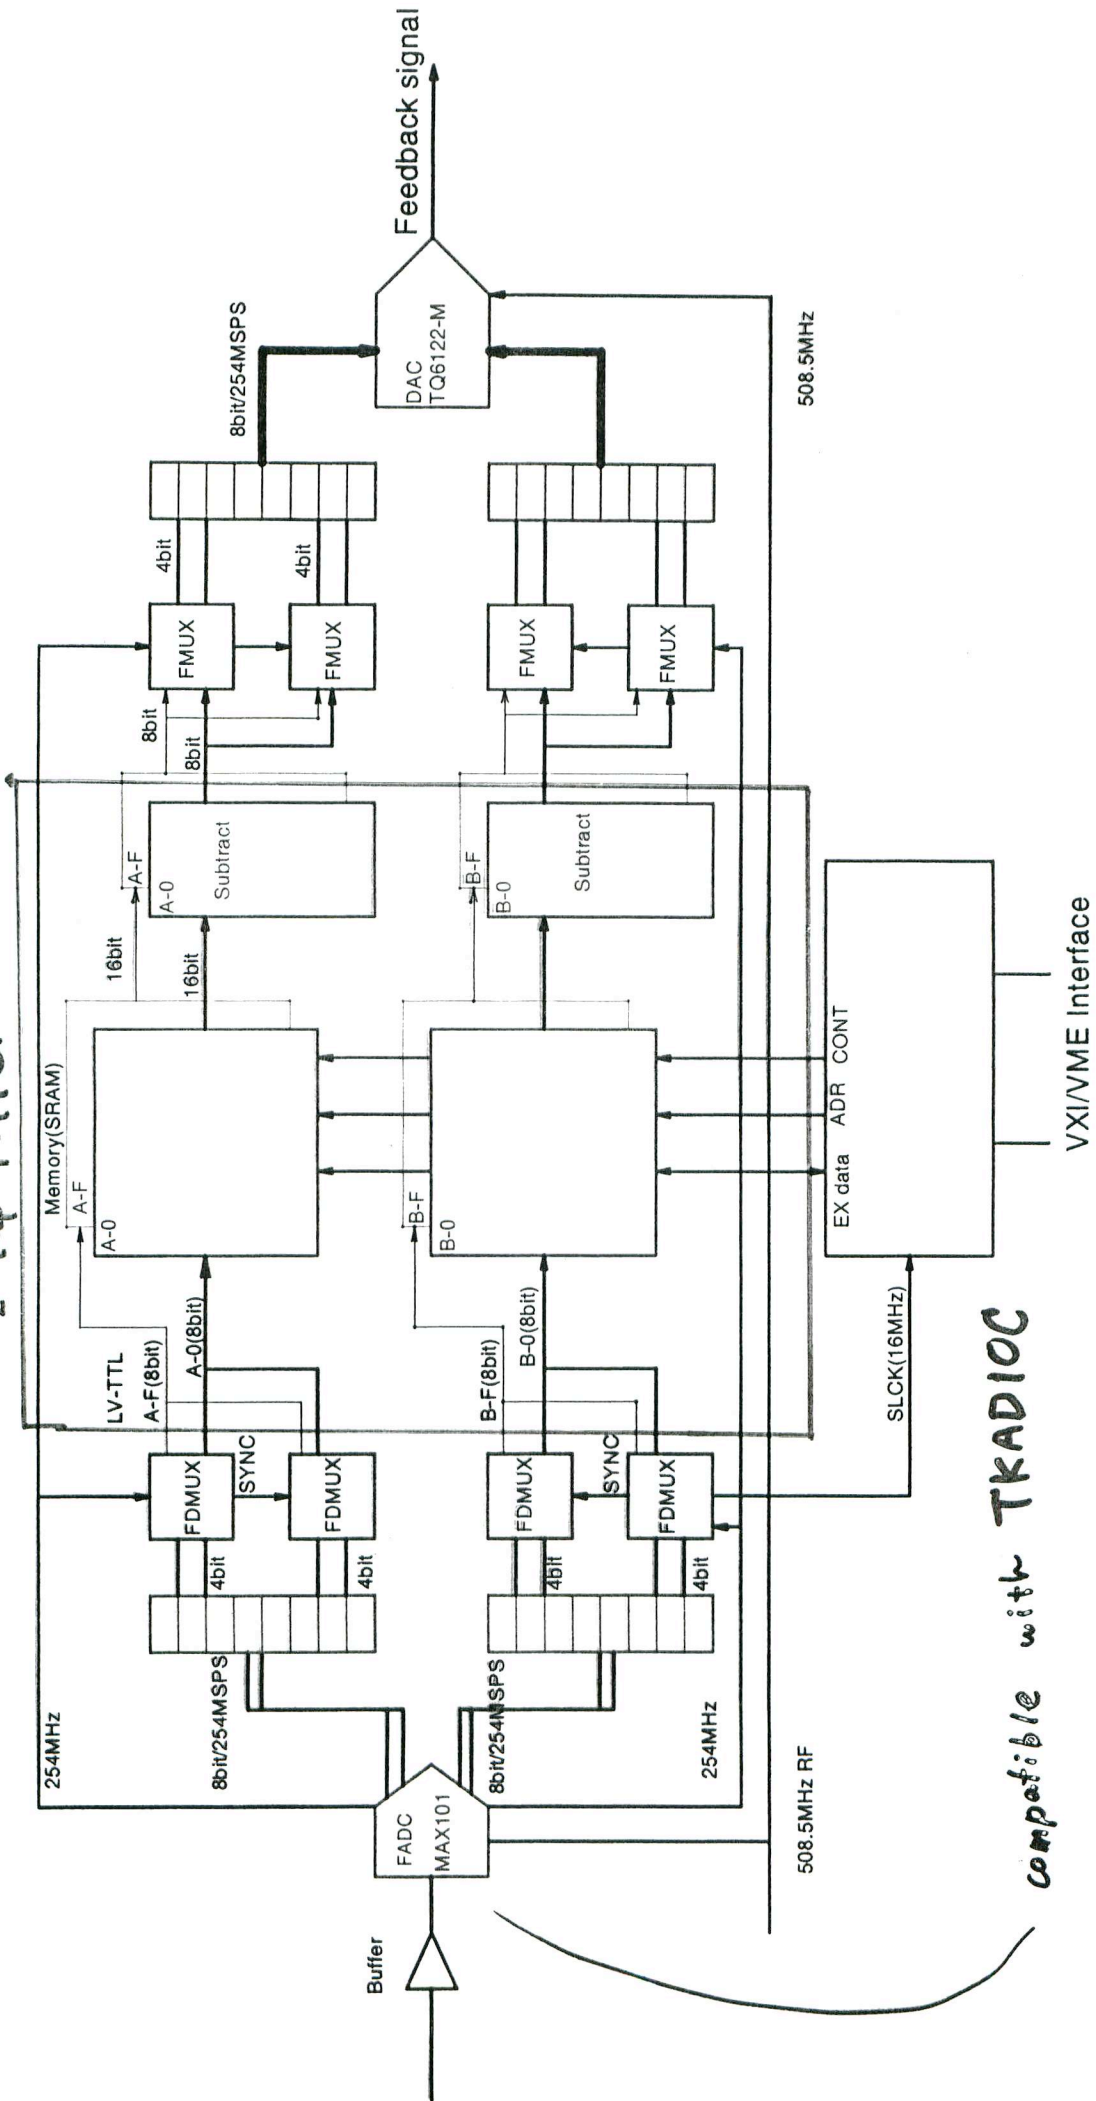 Buffer
FADC
MAX101
254MHz
8bit/254MSPS
8bit/254MSPS
254MHz
508.5MHz RF
4bit
4bit
4bit
4bit
FDMUX
SYNC
FDMUX
FDMUX
SYNC
FDMUX
LV-TTL
A-F(8bit)
A-0(8bit)
B-F(8bit)
B-0(8bit)
SLCK(16MHz)
Memory(SRAM)
A-F
A-0
B-F
B-0
EX data
ADR
CONT
VXI/VME Interface
16bit
16bit
A-F
A-0
Subtract
B-F
B-0
Subtract
8bit
8bit
FMUX
FMUX
FMUX
FMUX
4bit
4bit
8bit/254MSPS
DAC
TQ6122-M
508.5MHz
Feedback signal
compatible with TKAD10C